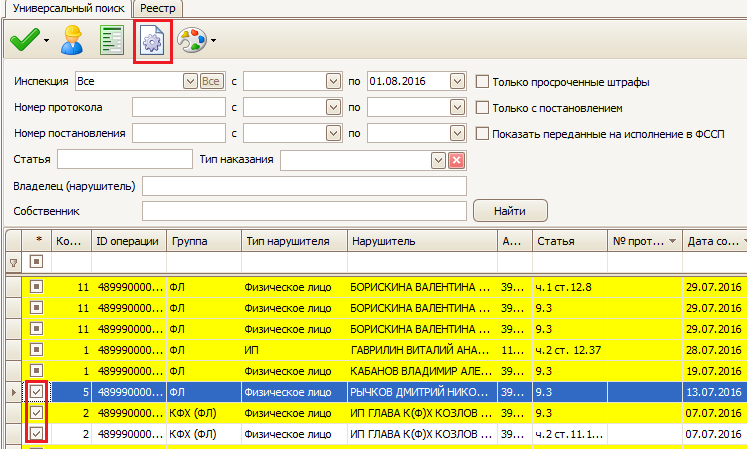 Универсальный поиск Реестр
Инспекция Все Все с по 01.08.2016 Только просроченные штрафы
Номер протокола с по Только с постановлением
Номер постановления с по Показать переданные на исполнение в ФССП
Статья Тип наказания
Владелец (нарушитель)
Собственник Найти
* Ко... ID операции Группа Тип нарушителя Нарушитель А... Статья № прот... Дата со...
11 489990000... ФЛ Физическое лицо БОРИСКИНА ВАЛЕНТИНА ... 39... ч.1 ст.12.8 29.07.2016
11 489990000... ФЛ Физическое лицо БОРИСКИНА ВАЛЕНТИНА ... 39... 9.3 29.07.2016
11 489990000... ФЛ Физическое лицо БОРИСКИНА ВАЛЕНТИНА ... 39... 9.3 29.07.2016
1 489990000... ФЛ ИП ГАВРИЛИН ВИТАЛИЙ АНА... 11... ч.2 ст. 12.37 28.07.2016
1 489990000... ФЛ Физическое лицо КАБАНОВ ВЛАДИМИР АЛЕ... 39... 9.3 19.07.2016
5 489990000... ФЛ Физическое лицо РЫЧКОВ ДМИТРИЙ НИКО... 39... 9.3 13.07.2016
2 489990000... КФХ (ФЛ) Физическое лицо ИП ГЛАВА К(Ф)Х КОЗЛОВ ... 39... 9.3 07.07.2016
2 489990000... КФХ (ФЛ) Физическое лицо ИП ГЛАВА К(Ф)Х КОЗЛОВ ... 39... ч.2 ст.11.1... 07.07.2016